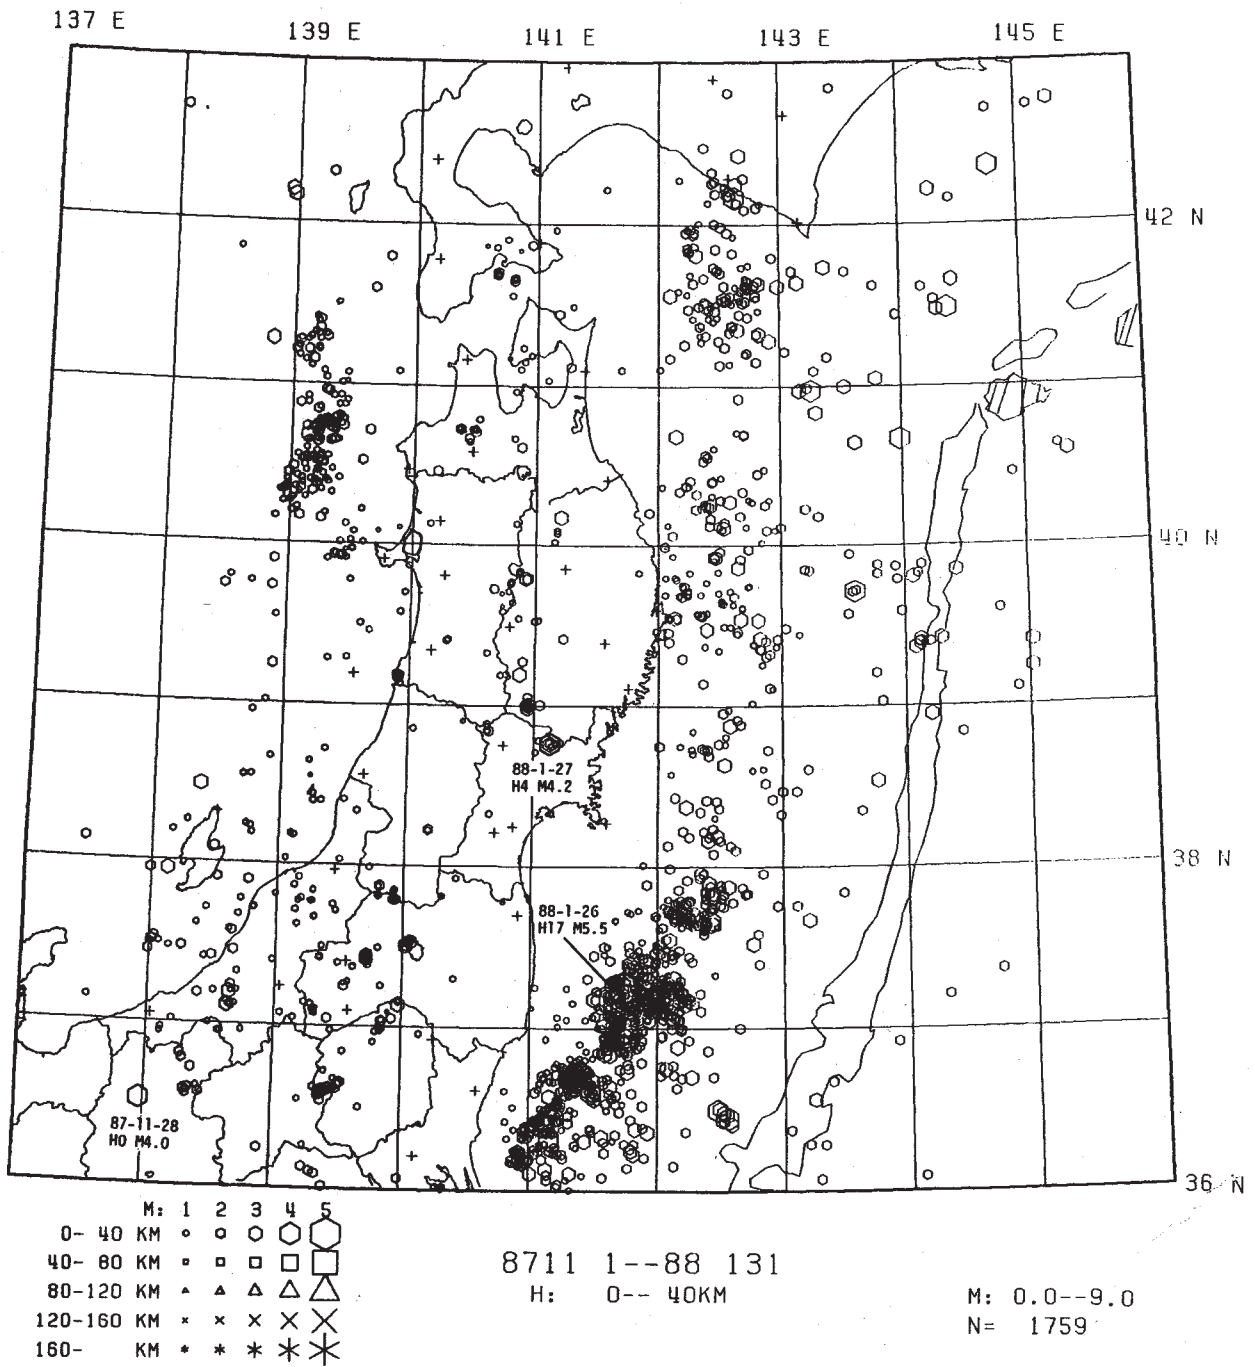 137 E
139 E
141 E
143 E
145 E
42 N
40 N
38 N
36 N
88-1-27
H4 M4.2
88-1-26
H17 M5.5
87-11-28
H0 M4.0
M: 1 2 3 4 5
0- 40 KM
40- 80 KM
80-120 KM
120-160 KM
160- KM
8711 1--88 131
H: 0-- 40KM
M: 0.0--9.0
N= 1759